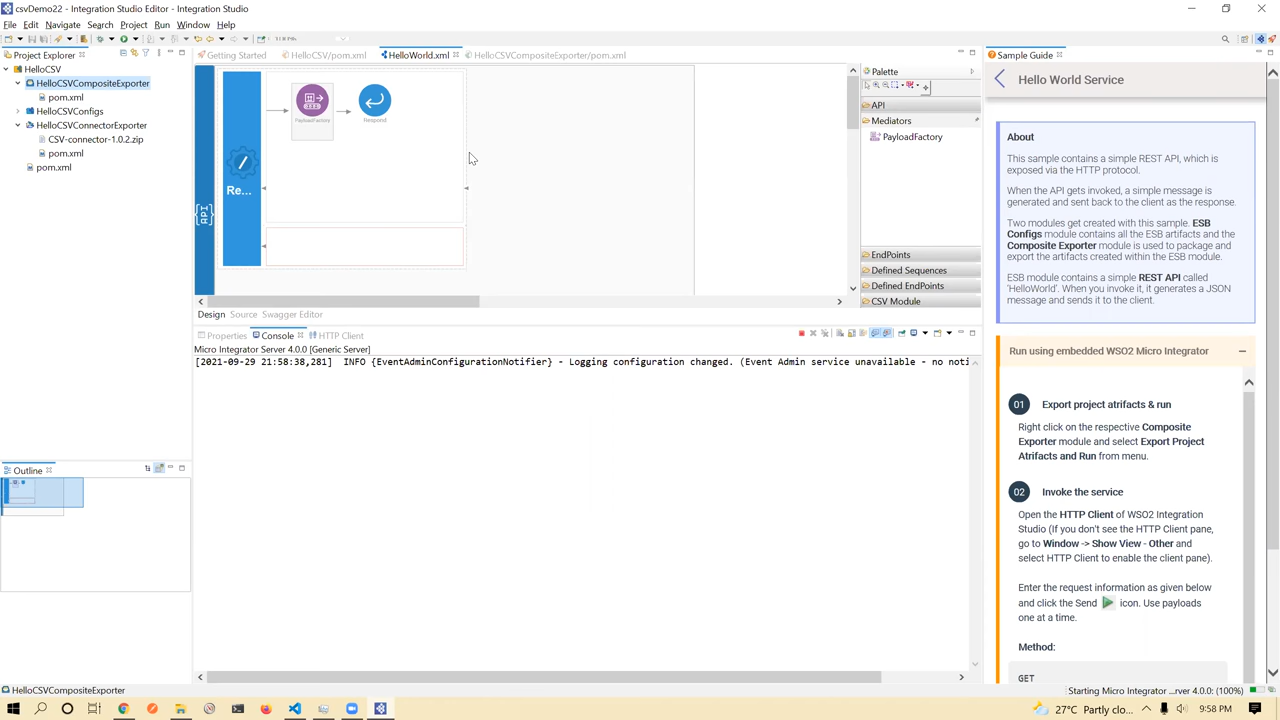 csvDemo22 - Integration Studio Editor - Integration Studio
File Edit Navigate Search Project Run Window Help
Project Explorer
HelloCSV
HelloCSVCompositeExporter
pom.xml
HelloCSVConfigs
HelloCSVConnectorExporter
CSV-connector-1.0.2.zip
pom.xml
pom.xml
Outline
Getting Started
HelloCSV/pom.xml
HelloWorld.xml
HelloCSVCompositeExporter/pom.xml
{API}
Re...
PayloadFactory
Respond
Palette
API
Mediators
PayloadFactory
EndPoints
Defined Sequences
Defined EndPoints
CSV Module
Design Source Swagger Editor
Properties Console HTTP Client
Micro Integrator Server 4.0.0 [Generic Server]
[2021-09-29 21:58:38,281] INFO {EventAdminConfigurationNotifier} - Logging configuration changed. (Event Admin service unavailable - no noti
Sample Guide
Hello World Service
About
This sample contains a simple REST API, which is
exposed via the HTTP protocol.
When the API gets invoked, a simple message is
generated and sent back to the client as the response.
Two modules get created with this sample. ESB
Configs module contains all the ESB artifacts and the
Composite Exporter module is used to package and
export the artifacts created within the ESB module.
ESB module contains a simple REST API called
'HelloWorld'. When you invoke it, it generates a JSON
message and sends it to the client.
Run using embedded WSO2 Micro Integrator
01 Export project atrifacts & run
Right click on the respective Composite
Exporter module and select Export Project
Atrifacts and Run from menu.
02 Invoke the service
Open the HTTP Client of WSO2 Integration
Studio (If you don't see the HTTP Client pane,
go to Window -> Show View - Other and
select HTTP Client to enable the client pane).
Enter the request information as given below
and click the Send icon. Use payloads
one at a time.
Method:
GET
HelloCSVCompositeExporter
Starting Micro Integrator ...rver 4.0.0: (100%)
27°C Partly clo...
9:58 PM